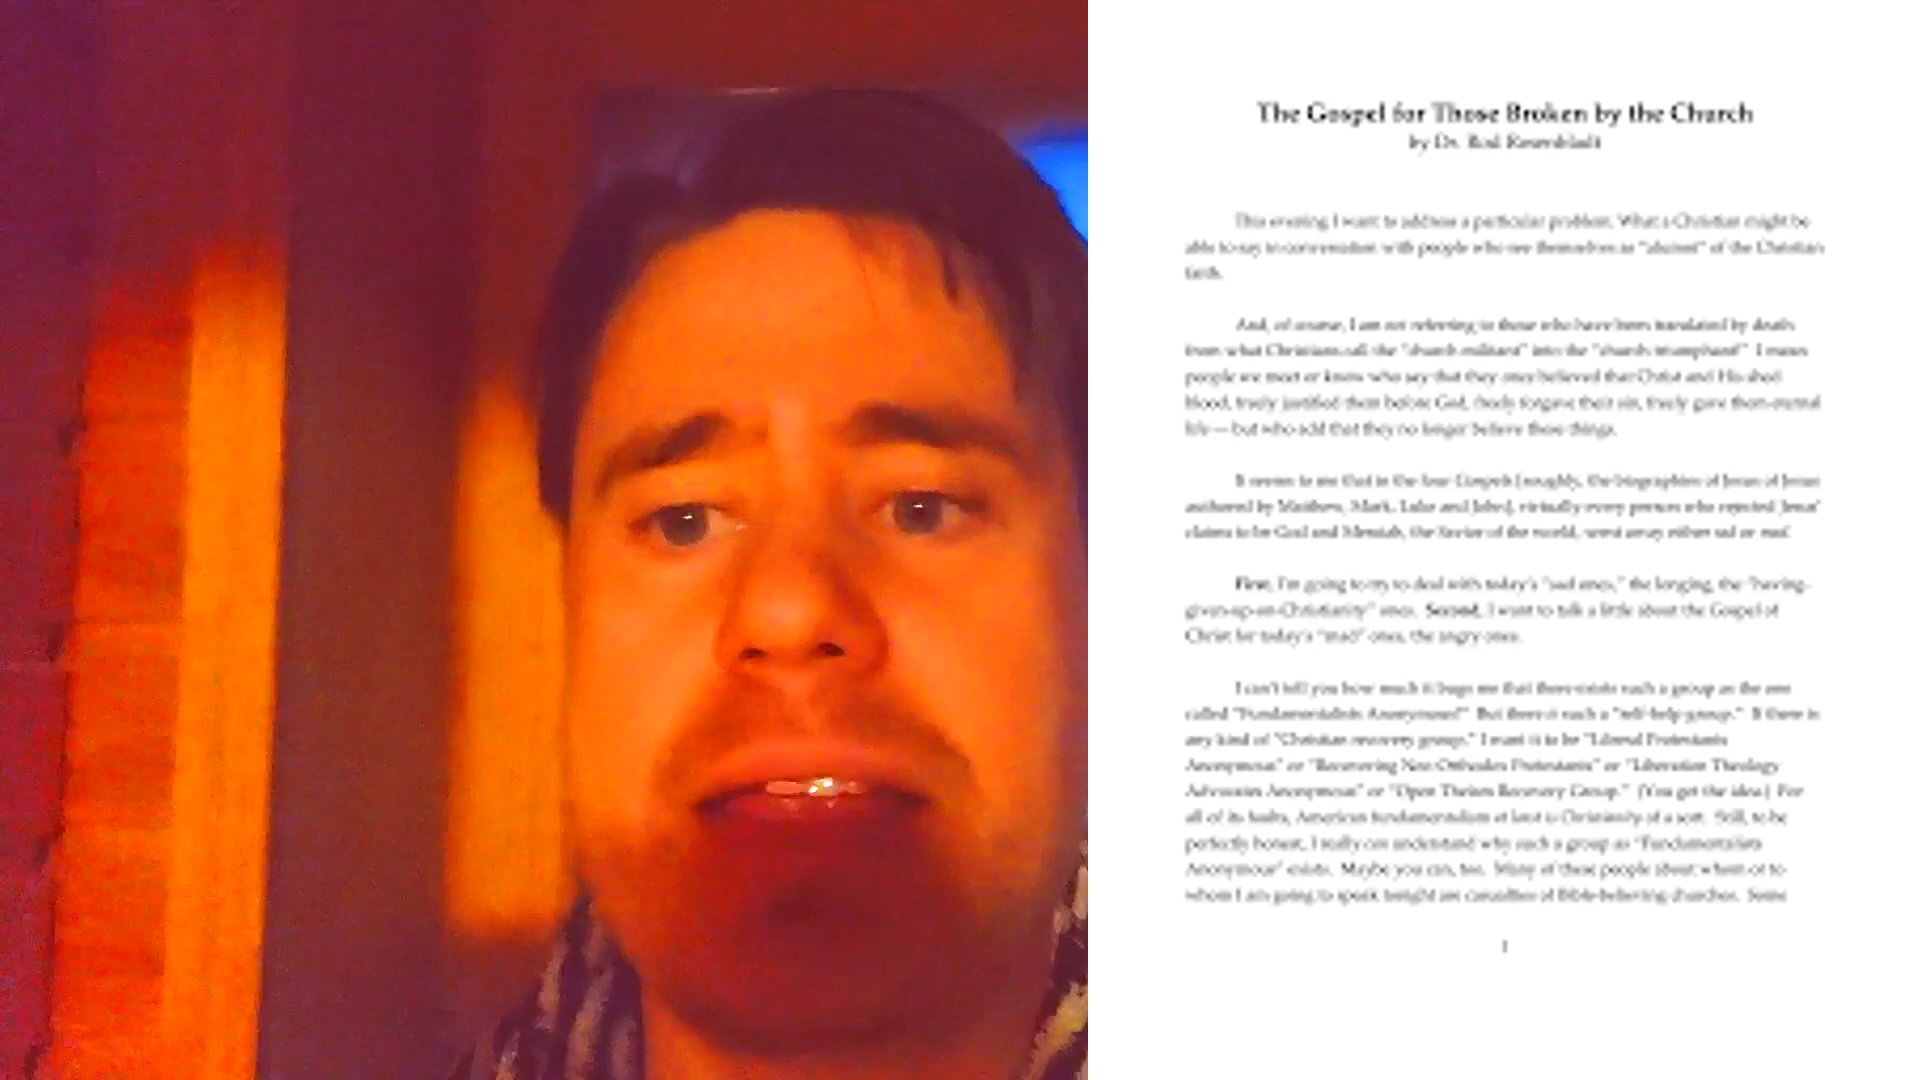 The Gospel for Those Broken by the Church
by Dr. Rod Rosenbladt
This evening I want to address a particular problem. What a Christian might be
able to say in conversation with people who see themselves as "alumni" of the Christian
faith.
And, of course, I am not referring to those who have been translated by death
from what Christians call the "church militant" into the "church triumphant" I mean
people we meet or know who say that they once believed that Christ and His shed
blood, freely justified them before God, freely forgave their sin, freely gave them eternal
life — but who add that they no longer believe these things.
It seems to me that in the four Gospels [roughly, the biographies of Jesus of Jesus
authored by Matthew, Mark, Luke and John], virtually every person who rejected Jesus'
claims to be God and Messiah, the Savior of the world, went away either sad or mad.
First, I'm going to try to deal with today's "sad ones," the longing, the "having-
given-up-on-Christianity" ones. Second, I want to talk a little about the Gospel of
Christ for today's "mad" ones, the angry ones.
I can't tell you how much it bugs me that there exists such a group as the one
called "Fundamentalists Anonymous!" But there is such a "self-help group." If there is
any kind of "Christian recovery group," I want it to be "Liberal Protestants
Anonymous" or "Recovering Neo Orthodox Protestants" or "Liberation Theology
Advocates Anonymous" or "Open Theism Recovery Group." (You get the idea.) For
all of its faults, American fundamentalism at least is Christianity of a sort. Still, to be
perfectly honest, I really can understand why such a group as "Fundamentalists
Anonymous" exists. Maybe you can, too. Many of these people about whom or to
whom I am going to speak tonight are casualties of Bible-believing churches. Some
1